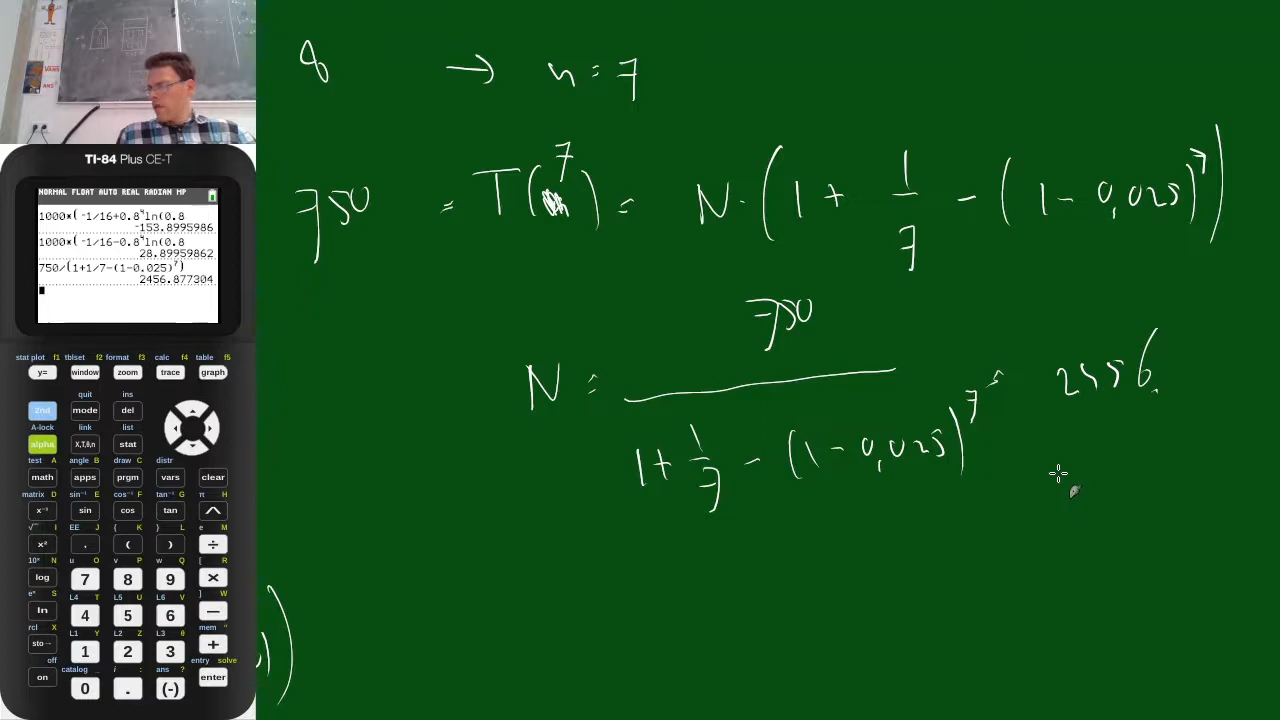 8 → n = 7
750 = T(7) = N · (1 + 1/7 − (1 − 0,025)^7)
N = 750 / (1 + 1/7 − (1 − 0,025)^7) = 2456.
TI-84 Plus CE-T
NORMAL FLOAT AUTO REAL RADIAN MP
1000*(-1/16+0.8^4ln(0.8
-153.8995986
1000*(-1/16-0.8^4ln(0.8
28.89959862
750/(1+1/7-(1-0.025)^7)
2456.877304
stat plot f1 tblset f2 format f3 calc f4 table f5
y= window zoom trace graph
quit ins
2nd mode del
A-lock link list
alpha X,T,θ,n stat
test A angle B draw C distr
math apps prgm vars clear
matrix D sin⁻¹ E cos⁻¹ F tan⁻¹ G π H
x⁻¹ sin cos tan ^
√ I EE J { K } L e M
x² , ( ) ÷
10ˣ N u O v P w Q [ R
log 7 8 9 ×
eˣ S L4 T L5 U L6 V ] W
ln 4 5 6 −
rcl X L1 Y L2 Z L3 θ mem "
sto→ 1 2 3 +
off catalog i : ans ? entry solve
on 0 . (-) enter